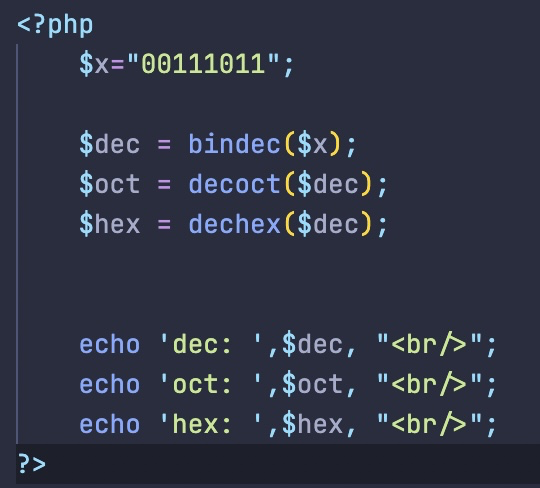 <?php
$x="00111011";
$dec = bindec($x);
$oct = decoct($dec);
$hex = dechex($dec);
echo 'dec: ',$dec, "<br/>";
echo 'oct: ',$oct, "<br/>";
echo 'hex: ',$hex, "<br/>";
?>